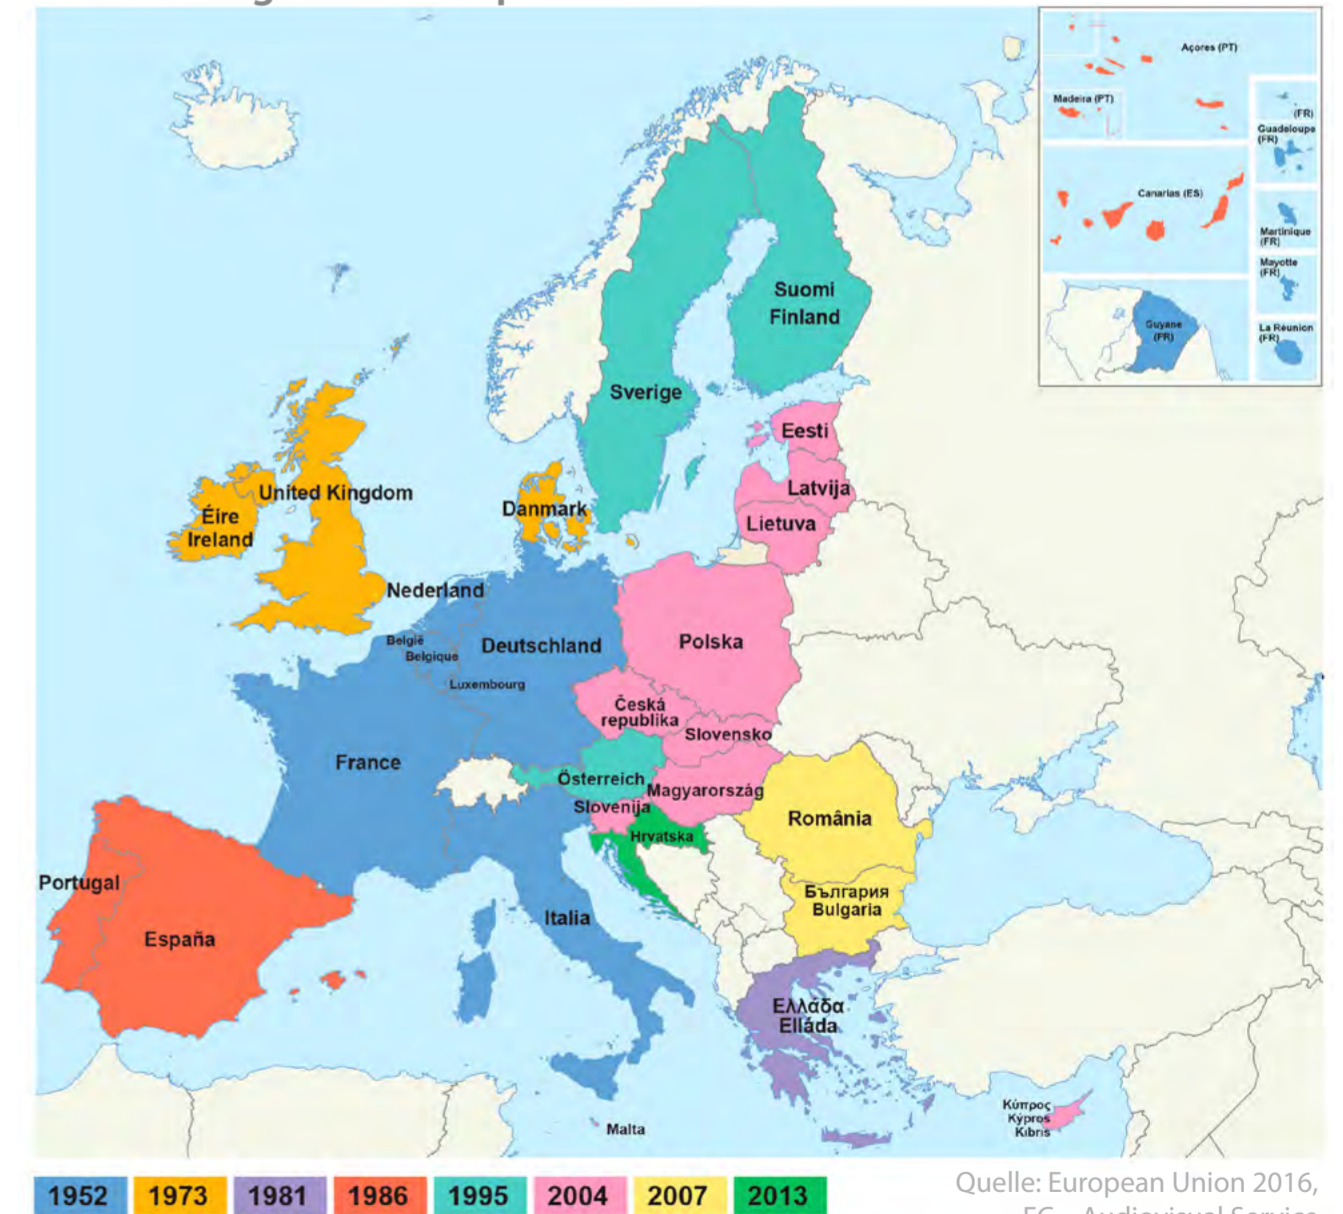 Açores (PT)
Madeira (PT)
(FR)
Guadeloupe
(FR)
Canarias (ES)
Martinique
(FR)
Mayotte
(FR)
Guyane
(FR)
La Réunion
(FR)
Suomi
Finland
Sverige
Eesti
Latvija
Lietuva
United Kingdom
Éire
Ireland
Danmark
Nederland
België
Belgique
Luxembourg
Deutschland
Polska
Česká
republika
Slovensko
France
Österreich
Magyarország
Slovenija
Hrvatska
România
България
Bulgaria
Portugal
España
Italia
Ελλάδα
Elláda
Malta
Κύπρος
Kýpros
Kıbrıs
1952 1973 1981 1986 1995 2004 2007 2013
Quelle: European Union 2016,
Audiovisual Service